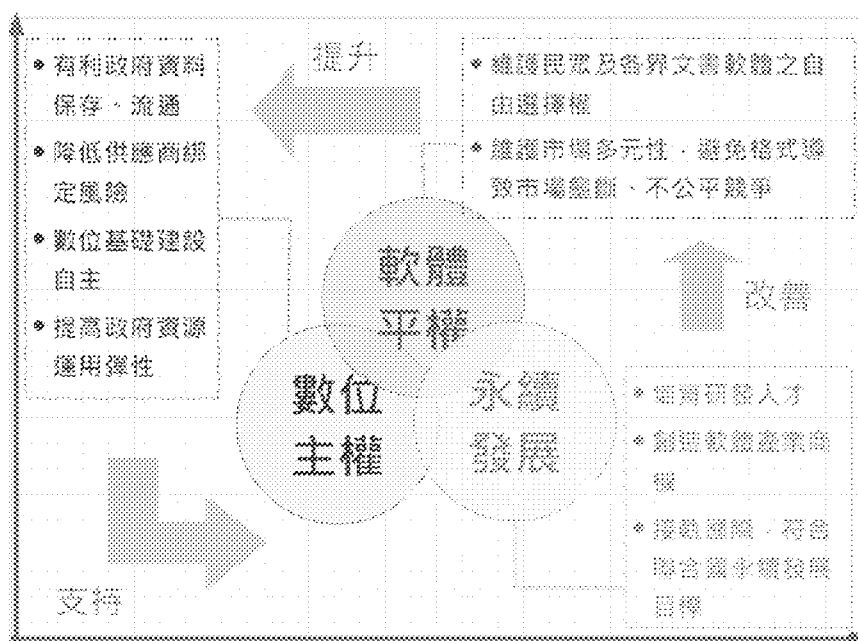 提升
• 有利政府資料
保存、流通
• 降低供應商綁
定風險
• 數位基礎建設
自主
• 提高政府資源
運用彈性
• 維護民眾及各界文書軟體之自
由選擇權
• 維護市場多元性，避免格式導
致市場壟斷、不公平競爭
軟體
平權
數位
主權
永續
發展
改善
• 研發人才
• 創造軟體產業商
機
• 接軌國際，符合
聯合國永續發展
目標
支持